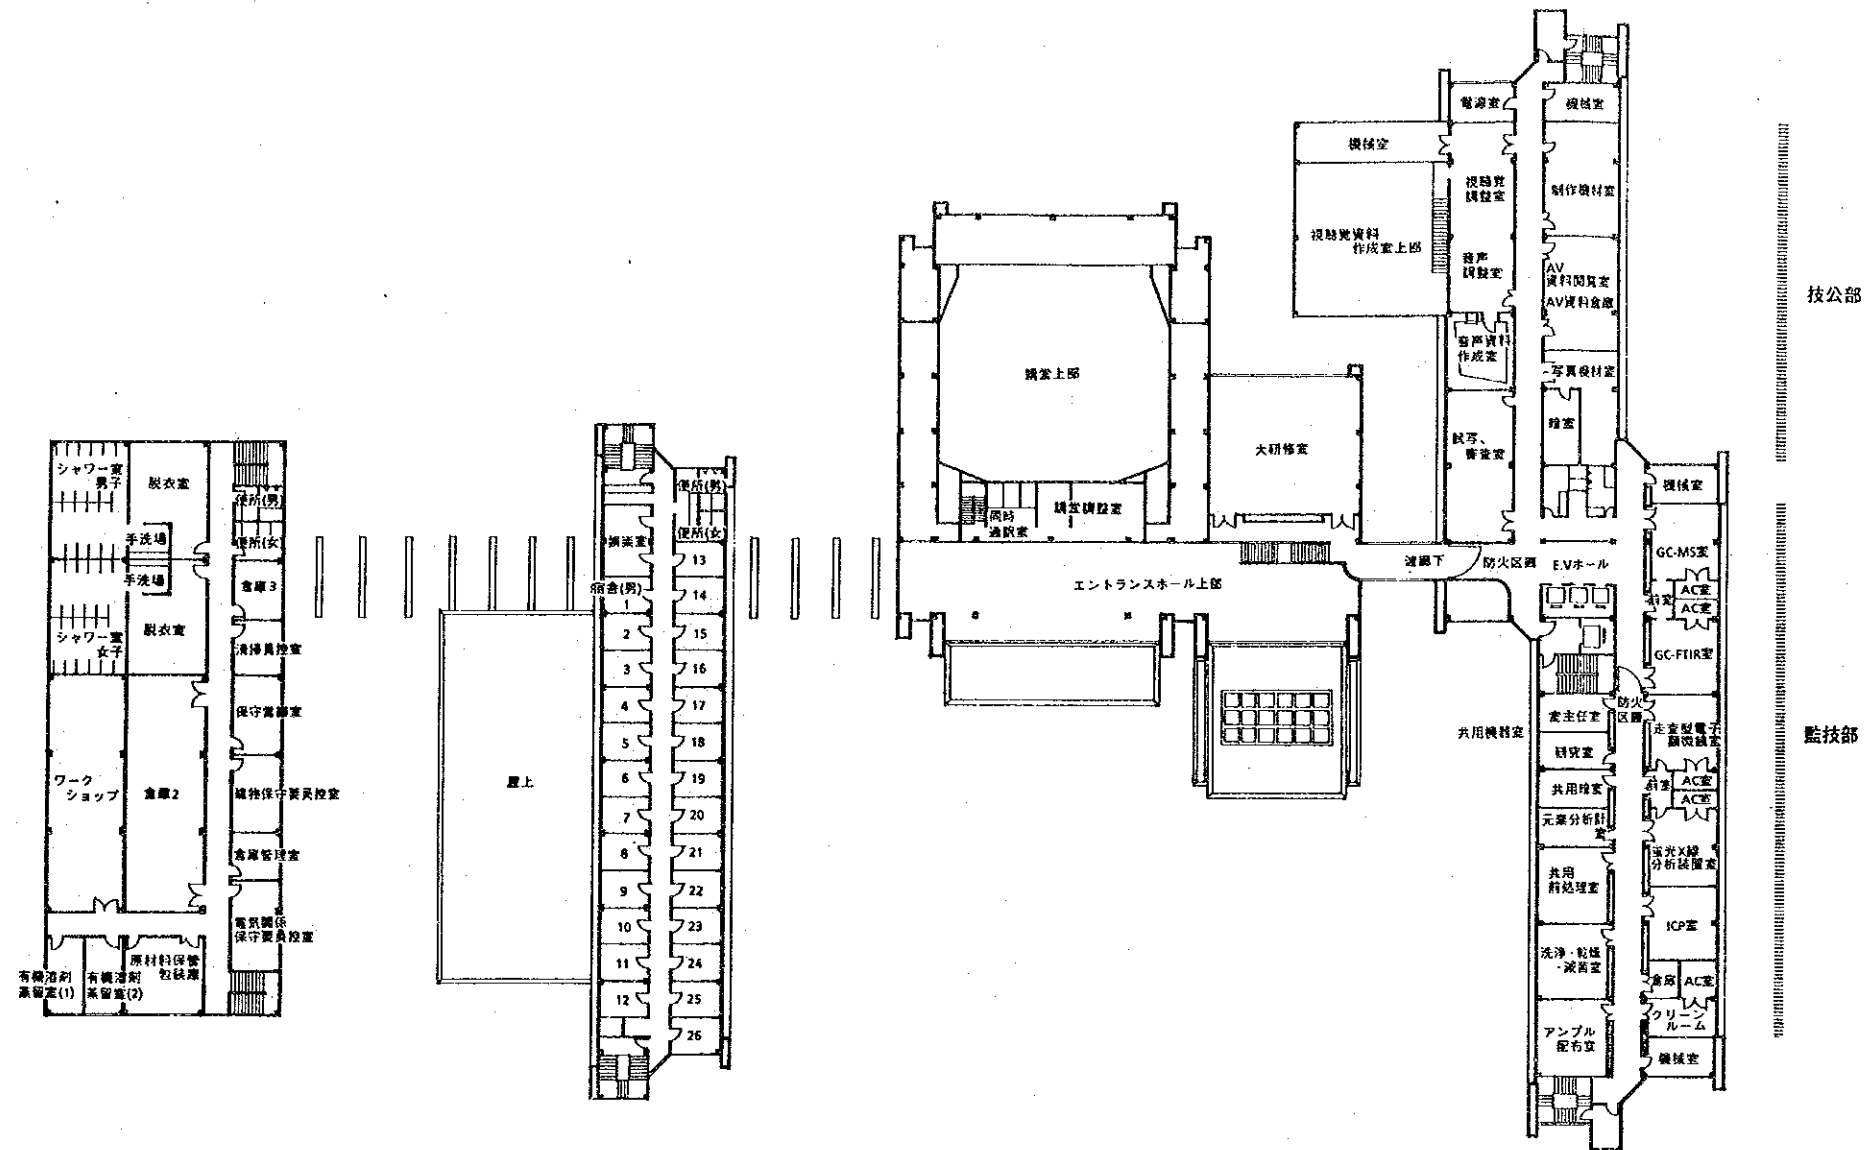 シャワー室
男子
脱衣室
便所(男)
手洗場
便所(女)
手洗場
倉庫3
シャワー室
女子
脱衣室
清掃員控室
保守営繕室
ワーク
ショップ
倉庫2
建物保守要員控室
倉庫管理室
電気関係
保守要員控室
有機溶剤
蒸留室(1)
有機溶剤
蒸留室(2)
原材料保管
包装庫
屋上
便所(男)
娯楽室
便所(女)
宿舎(男)
1
2
3
4
5
6
7
8
9
10
11
12
13
14
15
16
17
18
19
20
21
22
23
24
25
26
講堂上部
同時
通訳室
講堂調整室
大研修室
エントランスホール上部
渡廊下
防火区画
E.Vホール
電源室
機械室
機械室
視聴覚
調整室
制作機材室
視聴覚資料
作成室上部
音声
調整室
AV
資料閲覧室
AV資料倉庫
音声資料
作成室
写真機材室
試写、
審査室
暗室
機械室
GC-MS室
AC室
前室
AC室
GC-FTIR室
防火
区画
共用機器室
室主任室
走査型電子
顕微鏡室
研究室
共用暗室
前室
AC室
AC室
元素分析計
室
蛍光X線
分析装置室
共用
前処理室
ICP室
洗浄・乾燥
・滅菌室
倉庫
AC室
クリーン
ルーム
アンプル
配布室
機械室
技公部
監技部